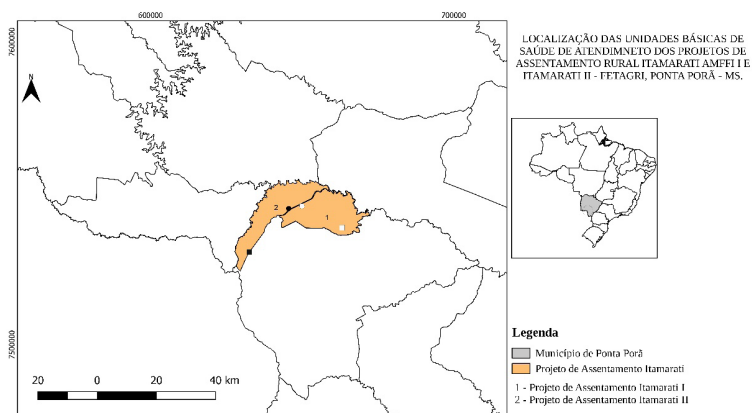 600000
700000
7600000
7500000
N
LOCALIZAÇÃO DAS UNIDADES BÁSICAS DE
SAÚDE DE ATENDIMNETO DOS PROJETOS DE
ASSENTAMENTO RURAL ITAMARATI AMFFI I E
ITAMARATI II - FETAGRI, PONTA PORÃ - MS.
2
1
20 0 20 40 km
Legenda
Município de Ponta Porã
Projeto de Assentamento Itamarati
1 - Projeto de Assentamento Itamarati I
2 - Projeto de Assentamento Itamarati II